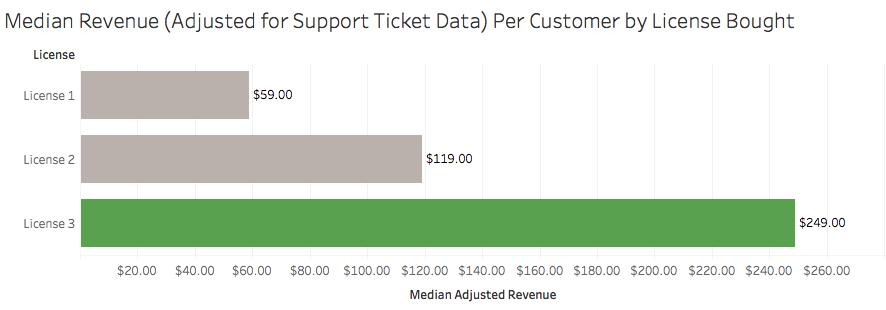 Median Revenue (Adjusted for Support Ticket Data) Per Customer by License Bought
License
License 1
$59.00
License 2
$119.00
License 3
$249.00
$20.00 $40.00 $60.00 $80.00 $100.00 $120.00 $140.00 $160.00 $180.00 $200.00 $220.00 $240.00 $260.00
Median Adjusted Revenue